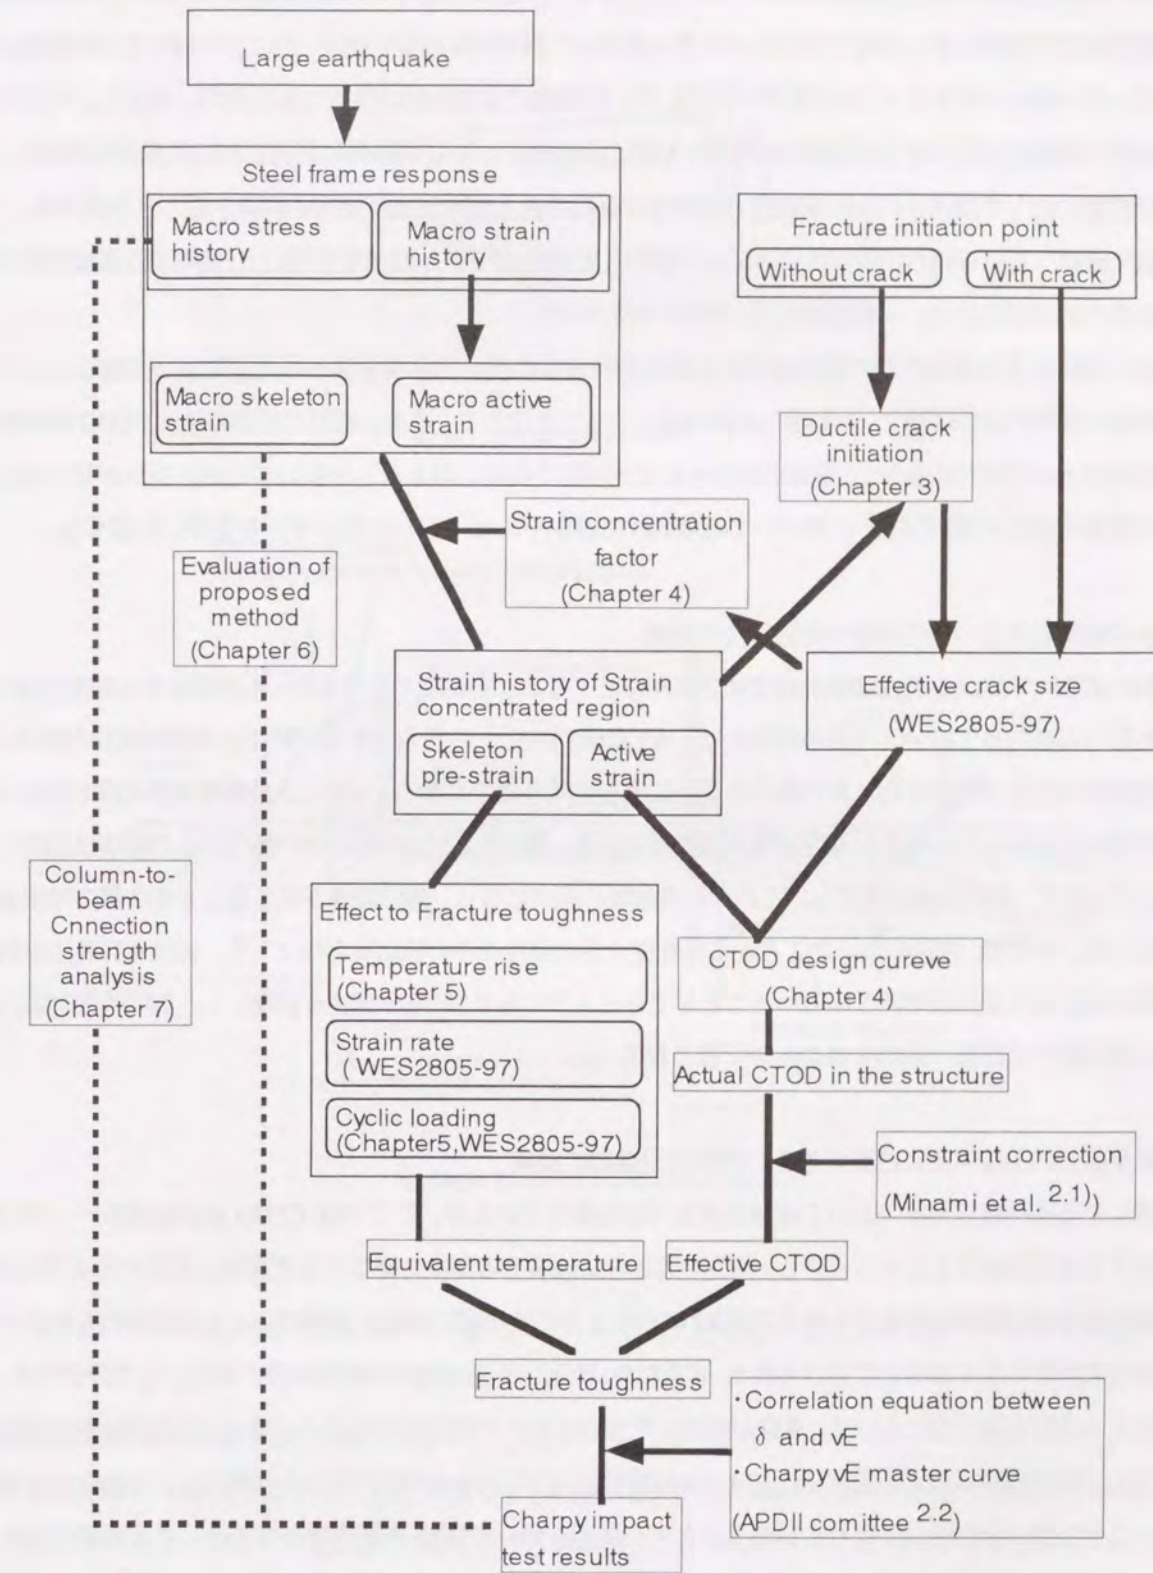 Large earthquake
Steel frame response
Macro stress
history
Macro strain
history
Macro skeleton
strain
Macro active
strain
Fracture initiation point
Without crack
With crack
Ductile crack
initiation
(Chapter 3)
Strain concentration
factor
(Chapter 4)
Evaluation of
proposed
method
(Chapter 6)
Strain history of Strain
concentrated region
Skeleton
pre-strain
Active
strain
Effective crack size
(WES2805-97)
Column-to-
beam
Cnnection
strength
analysis
(Chapter 7)
Effect to Fracture toughness
Temperature rise
(Chapter 5)
Strain rate
( WES2805-97)
Cyclic loading
(Chapter5,WES2805-97)
CTOD design cureve
(Chapter 4)
Actual CTOD in the structure
Constraint correction
(Minami et al. 2.1))
Equivalent temperature
Effective CTOD
Fracture toughness
・Correlation equation between
δ and vE
・Charpy vE master curve
(APDII comittee 2.2)
Charpy impact
test results